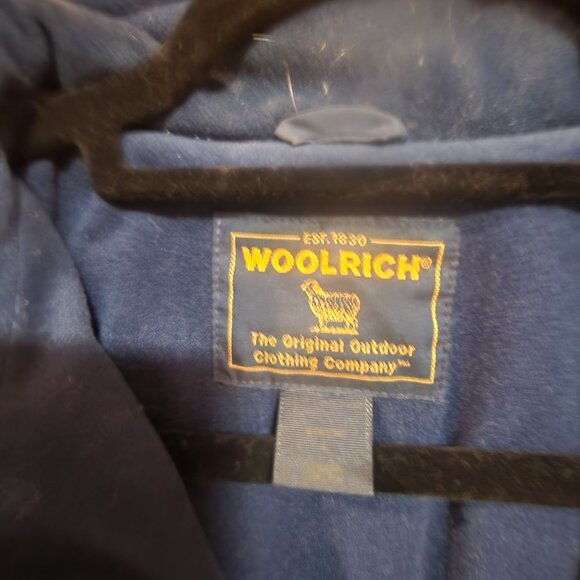 EST. 1830
WOOLRICH®
The Original Outdoor
Clothing Company™